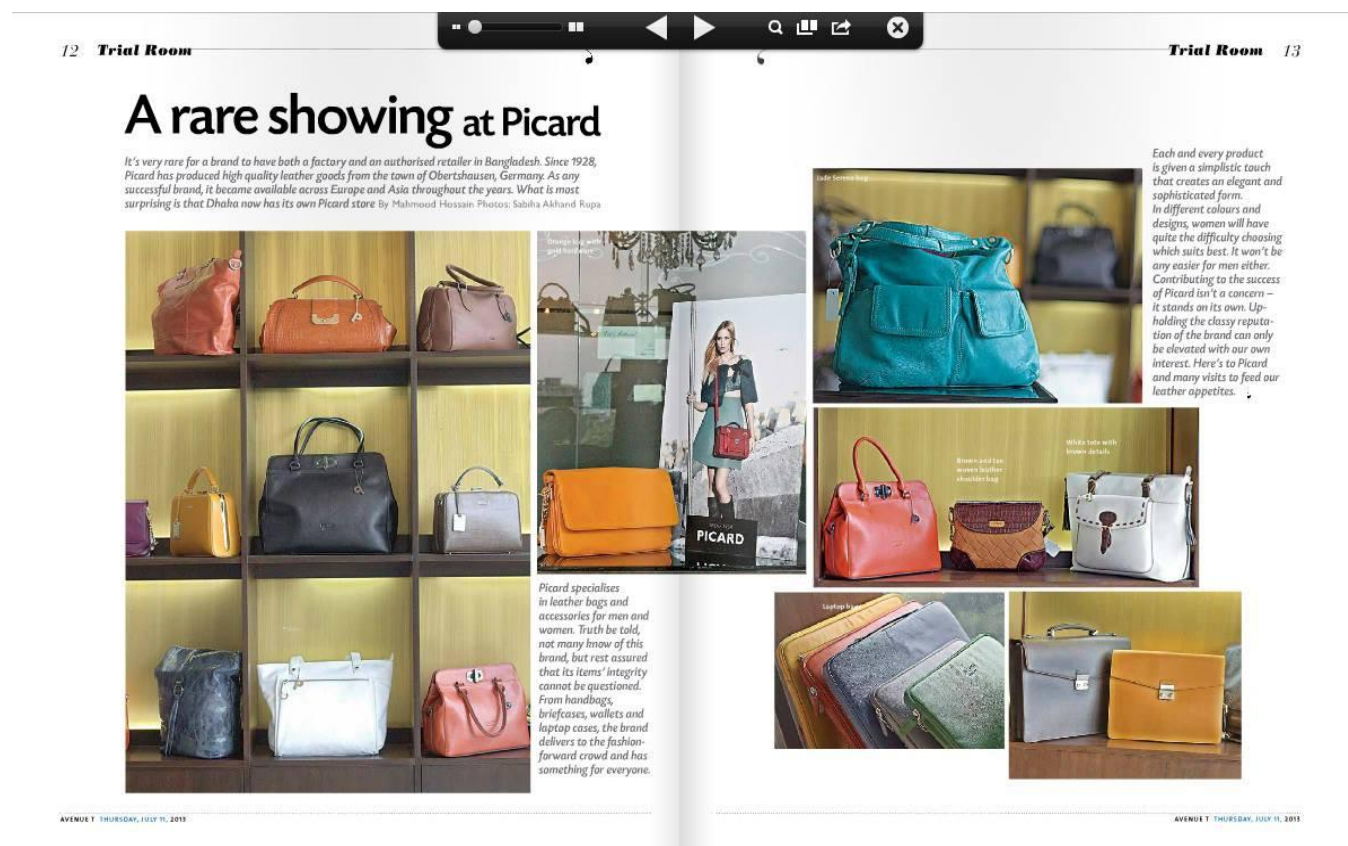 12 Trial Room
Trial Room 13
A rare showing at Picard
It's very rare for a brand to have both a factory and an authorised retailer in Bangladesh. Since 1928,
Picard has produced high quality leather goods from the town of Obertshausen, Germany. As any
successful brand, it became available across Europe and Asia throughout the years. What is most
surprising is that Dhaka now has its own Picard store By Mahmood Hossain Photos: Sabiha Akhand Rupa
Orange bag with
gold hardware
PICARD
Picard specialises
in leather bags and
accessories for men and
women. Truth be told,
not many know of this
brand, but rest assured
that its items' integrity
cannot be questioned.
From handbags,
briefcases, wallets and
laptop cases, the brand
delivers to the fashion-
forward crowd and has
something for everyone.
Jade Serena bag
Each and every product
is given a simplistic touch
that creates an elegant and
sophisticated form.
In different colours and
designs, women will have
quite the difficulty choosing
which suits best. It won't be
any easier for men either.
Contributing to the success
of Picard isn't a concern –
it stands on its own. Up-
holding the classy reputa-
tion of the brand can only
be elevated with our own
interest. Here's to Picard
and many visits to feed our
leather appetites.
Brown and tan
woven leather
shoulder bag
White tote with
brown details
Laptop bags
AVENUE T THURSDAY, JULY 11, 2013
AVENUE T THURSDAY, JULY 11, 2013